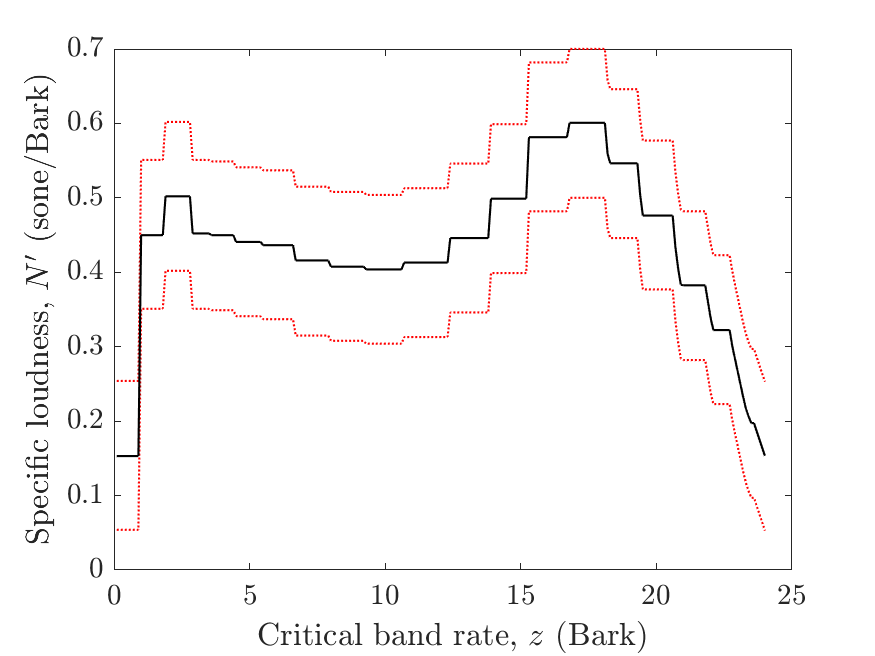 0.7
0.6
0.5
0.4
0.3
0.2
0.1
0
Specific loudness, N′ (sone/Bark)
0 5 10 15 20 25
Critical band rate, z (Bark)